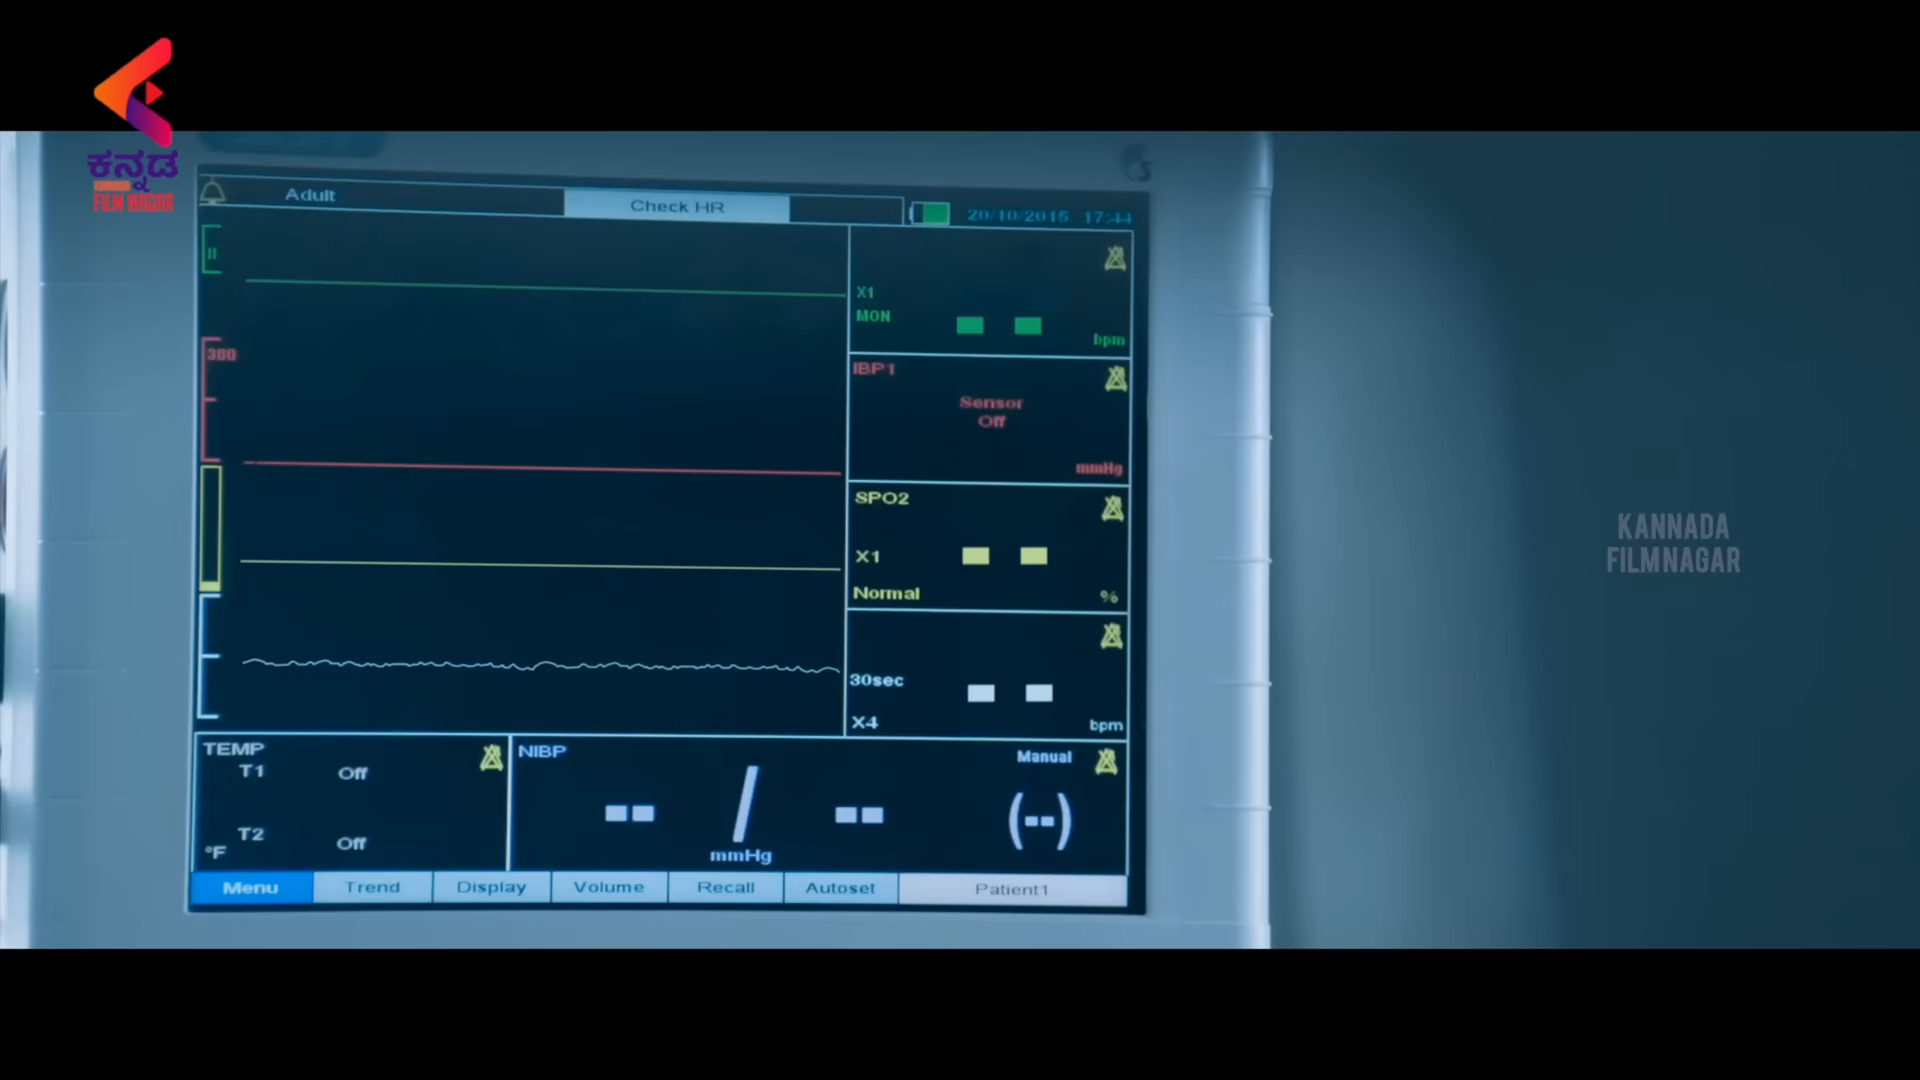 ಕನ್ನಡ
FILM NAGAR
Adult
Check HR
20/10/2015 17:44
II
X1
MON
bpm
300
IBP1
Sensor
Off
mmHg
SPO2
X1
Normal
%
30sec
X4
bpm
TEMP
T1 Off
T2 Off
°F
NIBP
Manual
-- / -- (--)
mmHg
Menu Trend Display Volume Recall Autoset Patient1
KANNADA
FILMNAGAR